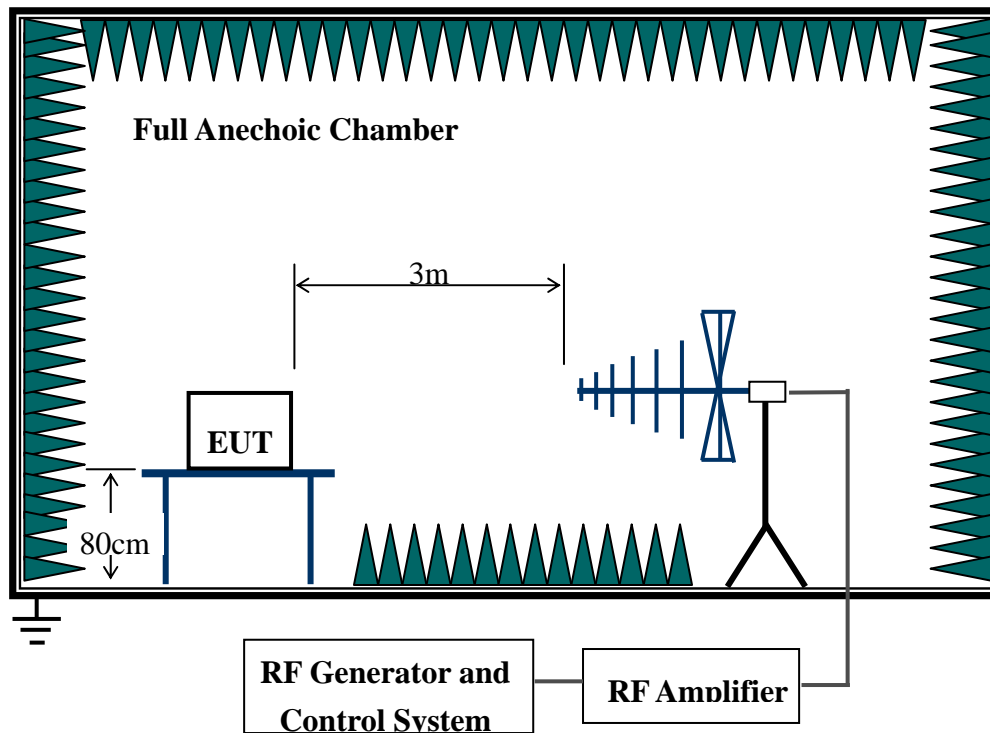 Full Anechoic Chamber
3m
EUT
80cm
RF Generator and
Control System
RF Amplifier